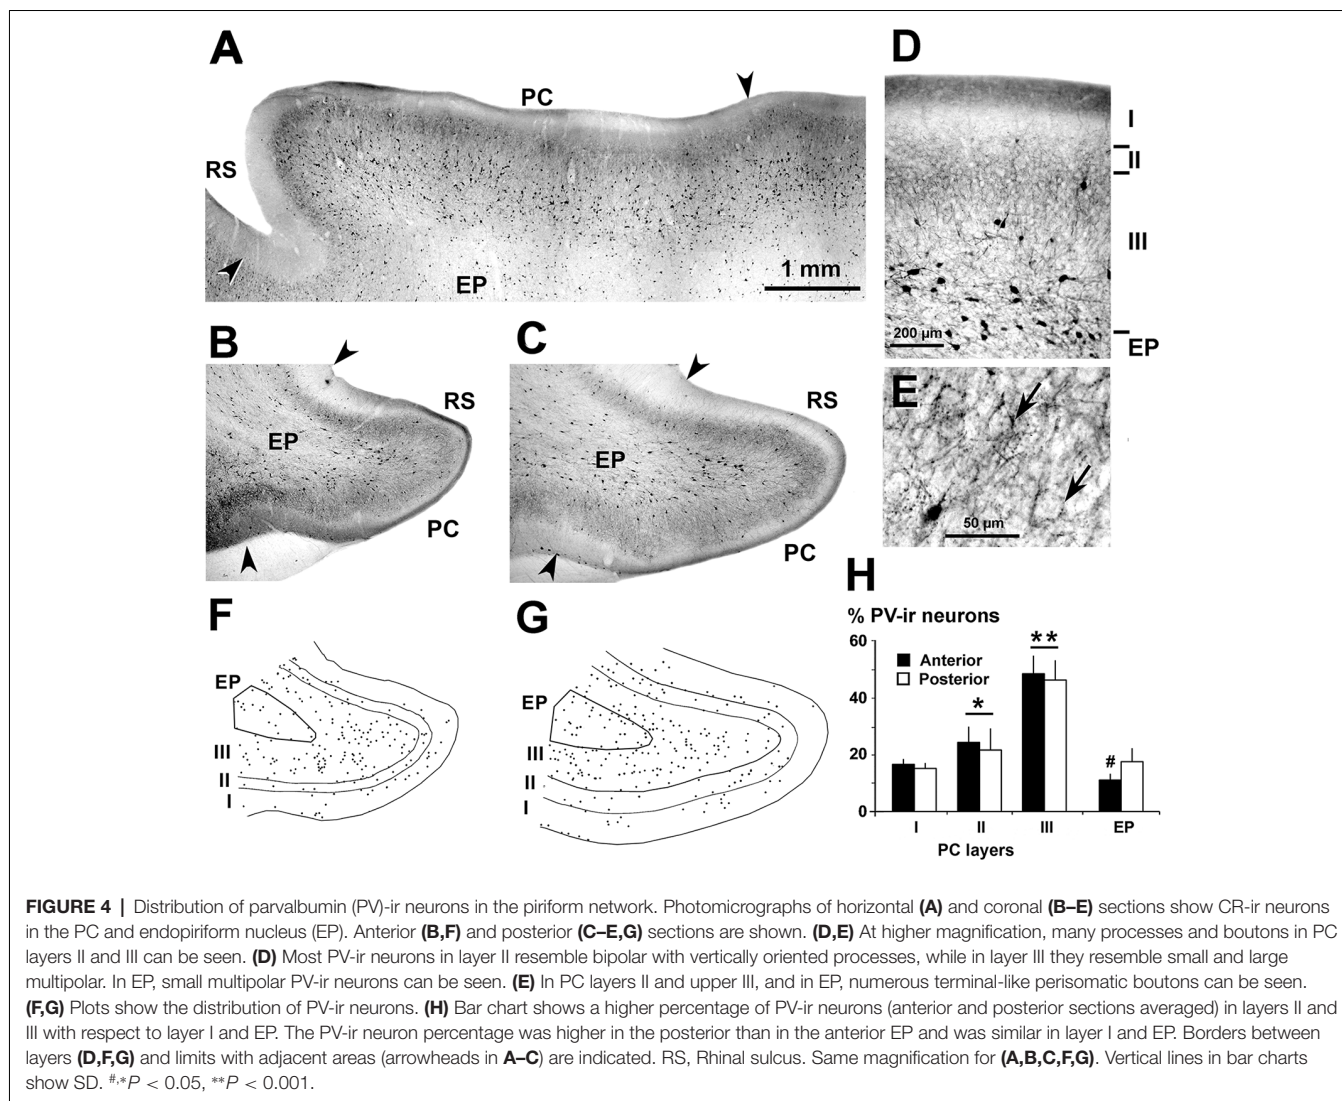 A
PC
RS
EP
1 mm
D
I
II
III
EP
200 µm
B
RS
EP
PC
C
RS
EP
PC
E
50 µm
F
EP
III
II
I
G
EP
III
II
I
H
% PV-ir neurons
60
40
20
0
Anterior
Posterior
*
**
#
I II III EP
PC layers
FIGURE 4 | Distribution of parvalbumin (PV)-ir neurons in the piriform network. Photomicrographs of horizontal (A) and coronal (B–E) sections show CR-ir neurons
in the PC and endopiriform nucleus (EP). Anterior (B,F) and posterior (C–E,G) sections are shown. (D,E) At higher magnification, many processes and boutons in PC
layers II and III can be seen. (D) Most PV-ir neurons in layer II resemble bipolar with vertically oriented processes, while in layer III they resemble small and large
multipolar. In EP, small multipolar PV-ir neurons can be seen. (E) In PC layers II and upper III, and in EP, numerous terminal-like perisomatic boutons can be seen.
(F,G) Plots show the distribution of PV-ir neurons. (H) Bar chart shows a higher percentage of PV-ir neurons (anterior and posterior sections averaged) in layers II and
III with respect to layer I and EP. The PV-ir neuron percentage was higher in the posterior than in the anterior EP and was similar in layer I and EP. Borders between
layers (D,F,G) and limits with adjacent areas (arrowheads in A–C) are indicated. RS, Rhinal sulcus. Same magnification for (A,B,C,F,G). Vertical lines in bar charts
show SD. #,*P < 0.05, **P < 0.001.